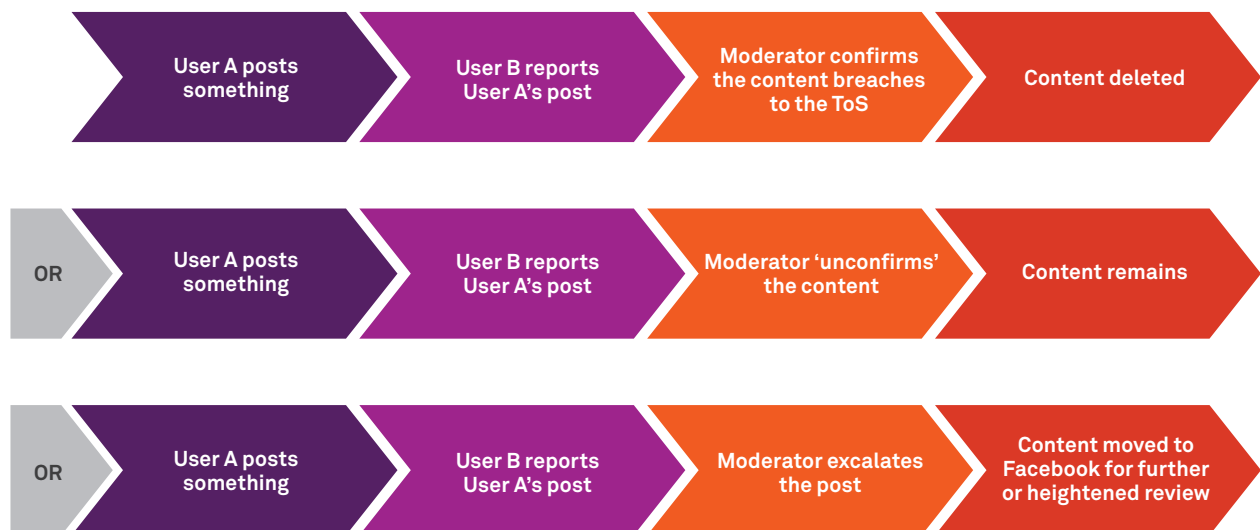 User A posts
something
User B reports
User A's post
Moderator confirms
the content breaches
to the ToS
Content deleted
OR
User A posts
something
User B reports
User A's post
Moderator ‘unconfirms’
the content
Content remains
OR
User A posts
something
User B reports
User A's post
Moderator excalates
the post
Content moved to
Facebook for further
or heightened review